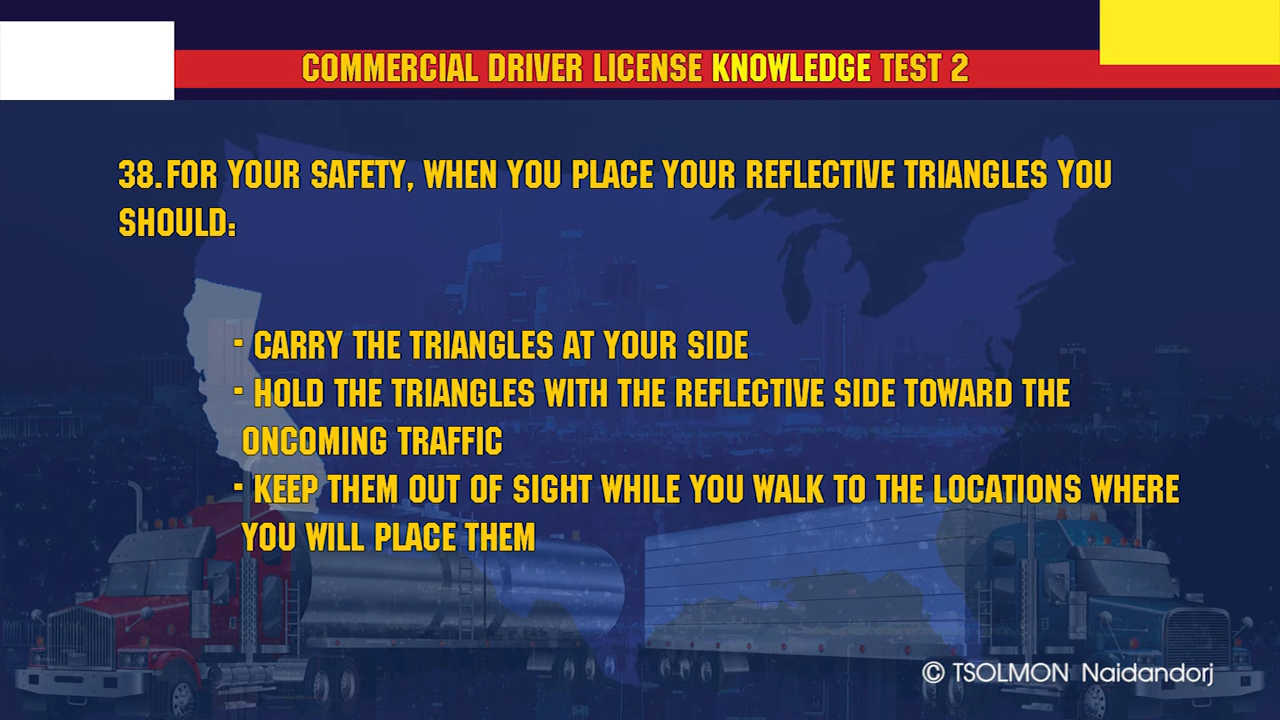 COMMERCIAL DRIVER LICENSE KNOWLEDGE TEST 2
38.FOR YOUR SAFETY, WHEN YOU PLACE YOUR REFLECTIVE TRIANGLES YOU
SHOULD:
- CARRY THE TRIANGLES AT YOUR SIDE
- HOLD THE TRIANGLES WITH THE REFLECTIVE SIDE TOWARD THE
ONCOMING TRAFFIC
- KEEP THEM OUT OF SIGHT WHILE YOU WALK TO THE LOCATIONS WHERE
YOU WILL PLACE THEM
© TSOLMON Naidandorj